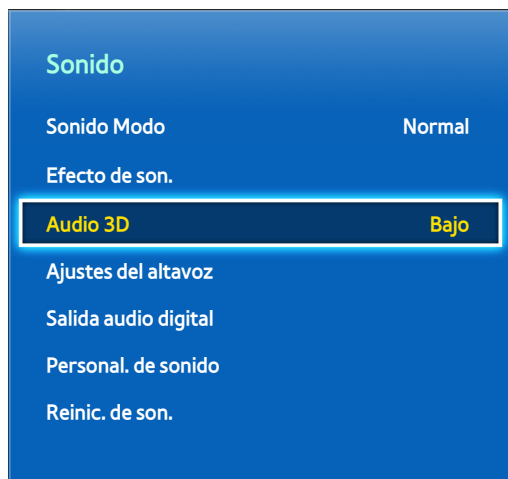 Sonido
Sonido Modo Normal
Efecto de son.
Audio 3D Bajo
Ajustes del altavoz
Salida audio digital
Personal. de sonido
Reinic. de son.